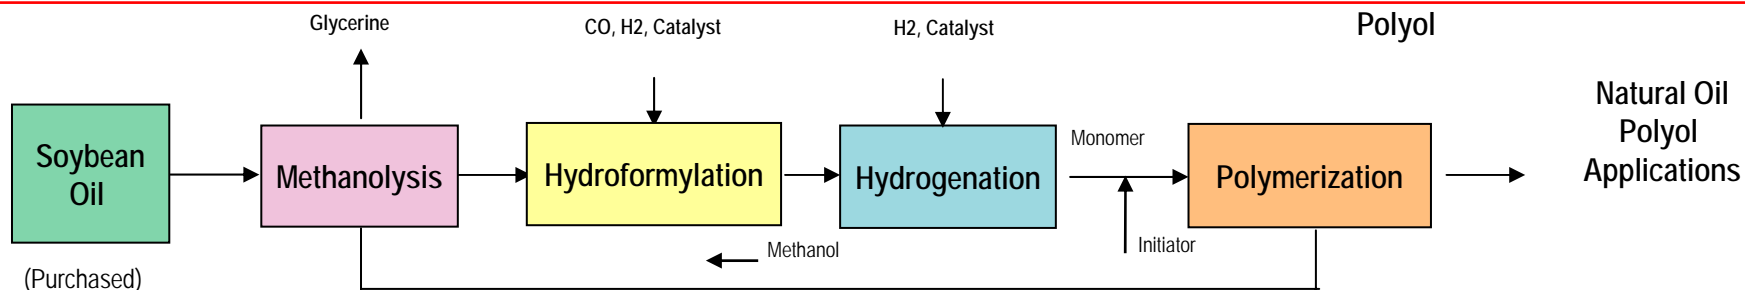 Glycerine
CO, H2, Catalyst
H2, Catalyst
Polyol
Natural Oil
Polyol
Applications
Soybean
Oil
Methanolysis
Hydroformylation
Hydrogenation
Monomer
Polymerization
Methanol
Initiator
(Purchased)